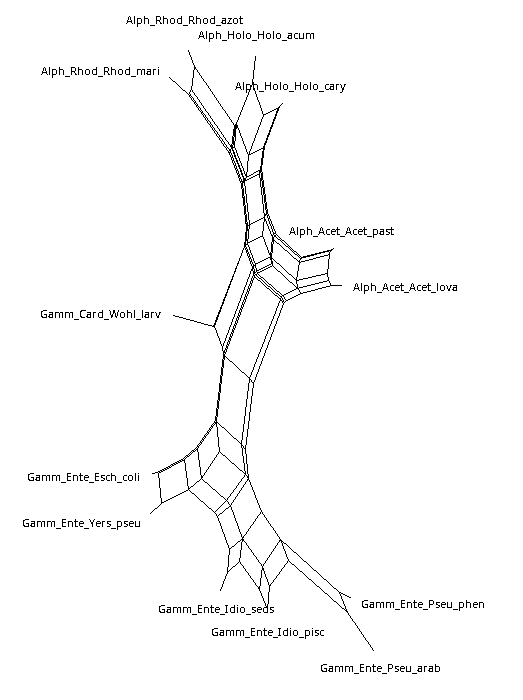 Alph_Rhod_Rhod_azot
Alph_Holo_Holo_acum
Alph_Rhod_Rhod_mari
Alph_Holo_Holo_cary
Alph_Acet_Acet_past
Alph_Acet_Acet_lova
Gamm_Card_Wohl_larv
Gamm_Ente_Esch_coli
Gamm_Ente_Yers_pseu
Gamm_Ente_Pseu_phen
Gamm_Ente_Idio_seds
Gamm_Ente_Idio_pisc
Gamm_Ente_Pseu_arab